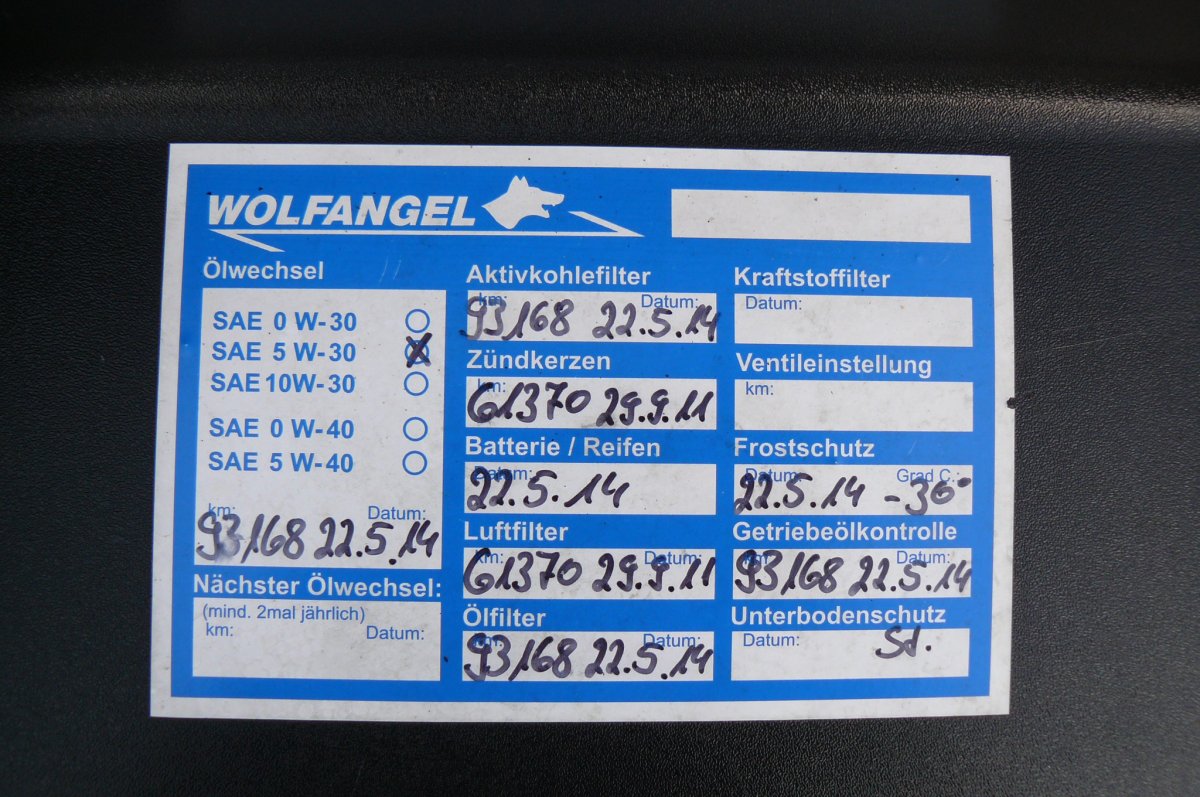 WOLFANGEL
Ölwechsel
SAE 0 W-30
SAE 5 W-30 X
SAE 10W-30
SAE 0 W-40
SAE 5 W-40
km: Datum:
93168 22.5.14
Nächster Ölwechsel:
(mind. 2mal jährlich)
km: Datum:
Aktivkohlefilter
km: Datum:
93168 22.5.14
Zündkerzen
km:
61370 29.9.11
Batterie / Reifen
Datum:
22.5.14
Luftfilter
km: Datum:
61370 29.9.11
Ölfilter
km: Datum:
93168 22.5.14
Kraftstoffilter
Datum:
Ventileinstellung
km:
Frostschutz
Datum: Grad C.:
22.5.14 -36°
Getriebeölkontrolle
km: Datum:
93168 22.5.14
Unterbodenschutz
Datum: